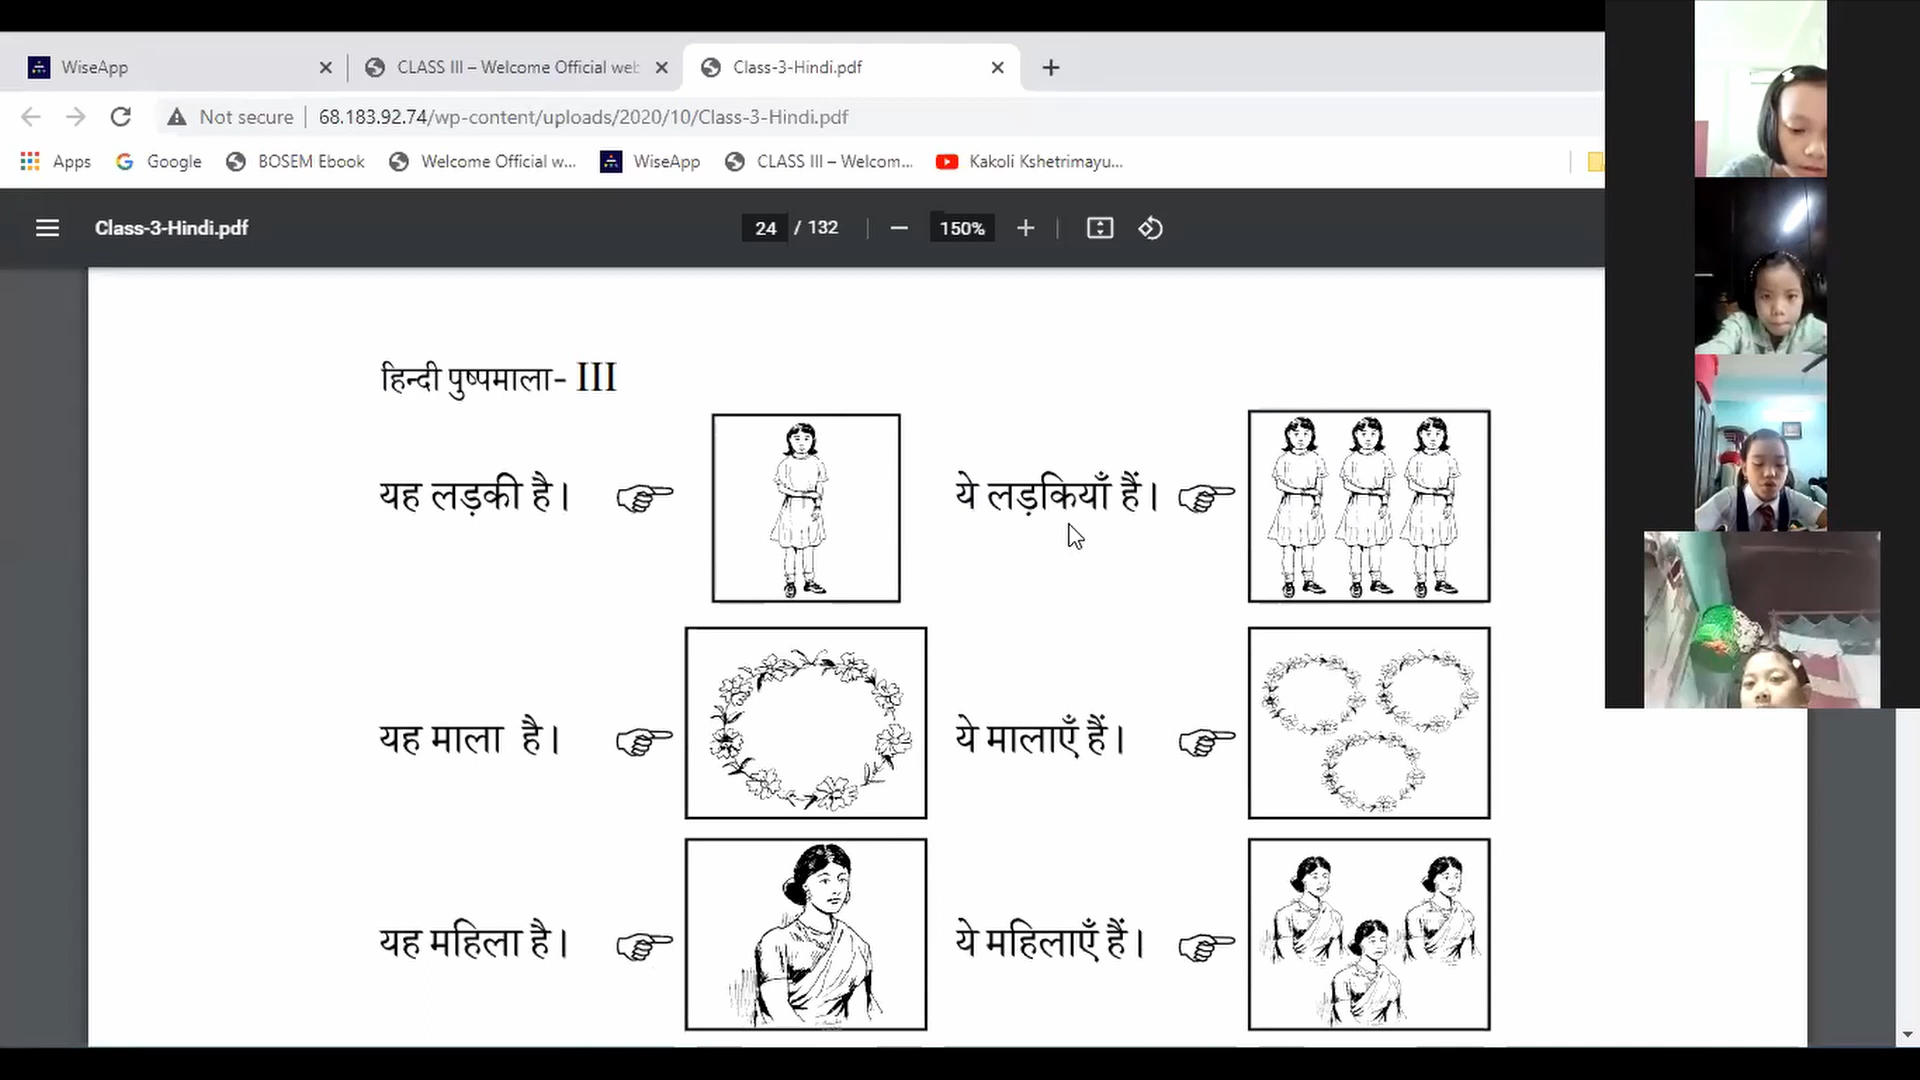 WiseApp
CLASS III – Welcome Official web
Class-3-Hindi.pdf
Not secure
68.183.92.74/wp-content/uploads/2020/10/Class-3-Hindi.pdf
Apps
Google
BOSEM Ebook
Welcome Official w...
WiseApp
CLASS III – Welcom...
Kakoli Kshetrimayu...
Class-3-Hindi.pdf
24 / 132
150%
हिन्दी पुष्पमाला- III
यह लड़की है।
ये लड़कियाँ हैं।
यह माला है।
ये मालाएँ हैं।
यह महिला है।
ये महिलाएँ हैं।